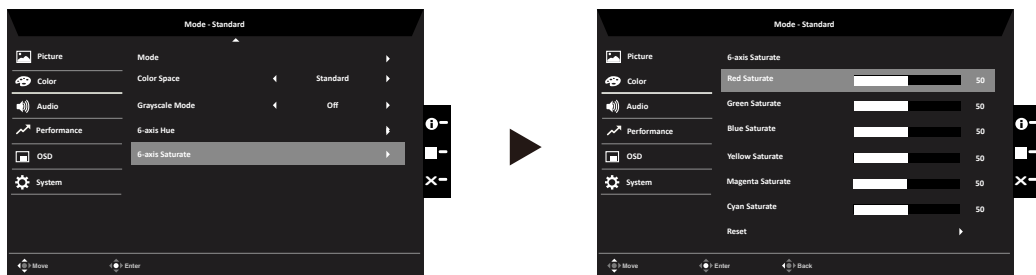 Mode - Standard
Picture
Color
Audio
Performance
OSD
System
Mode
Color Space Standard
Grayscale Mode Off
6-axis Hue
6-axis Saturate
Move Enter
Mode - Standard
Picture
Color
Audio
Performance
OSD
System
6-axis Saturate
Red Saturate 50
Green Saturate 50
Blue Saturate 50
Yellow Saturate 50
Magenta Saturate 50
Cyan Saturate 50
Reset
Move Enter Back